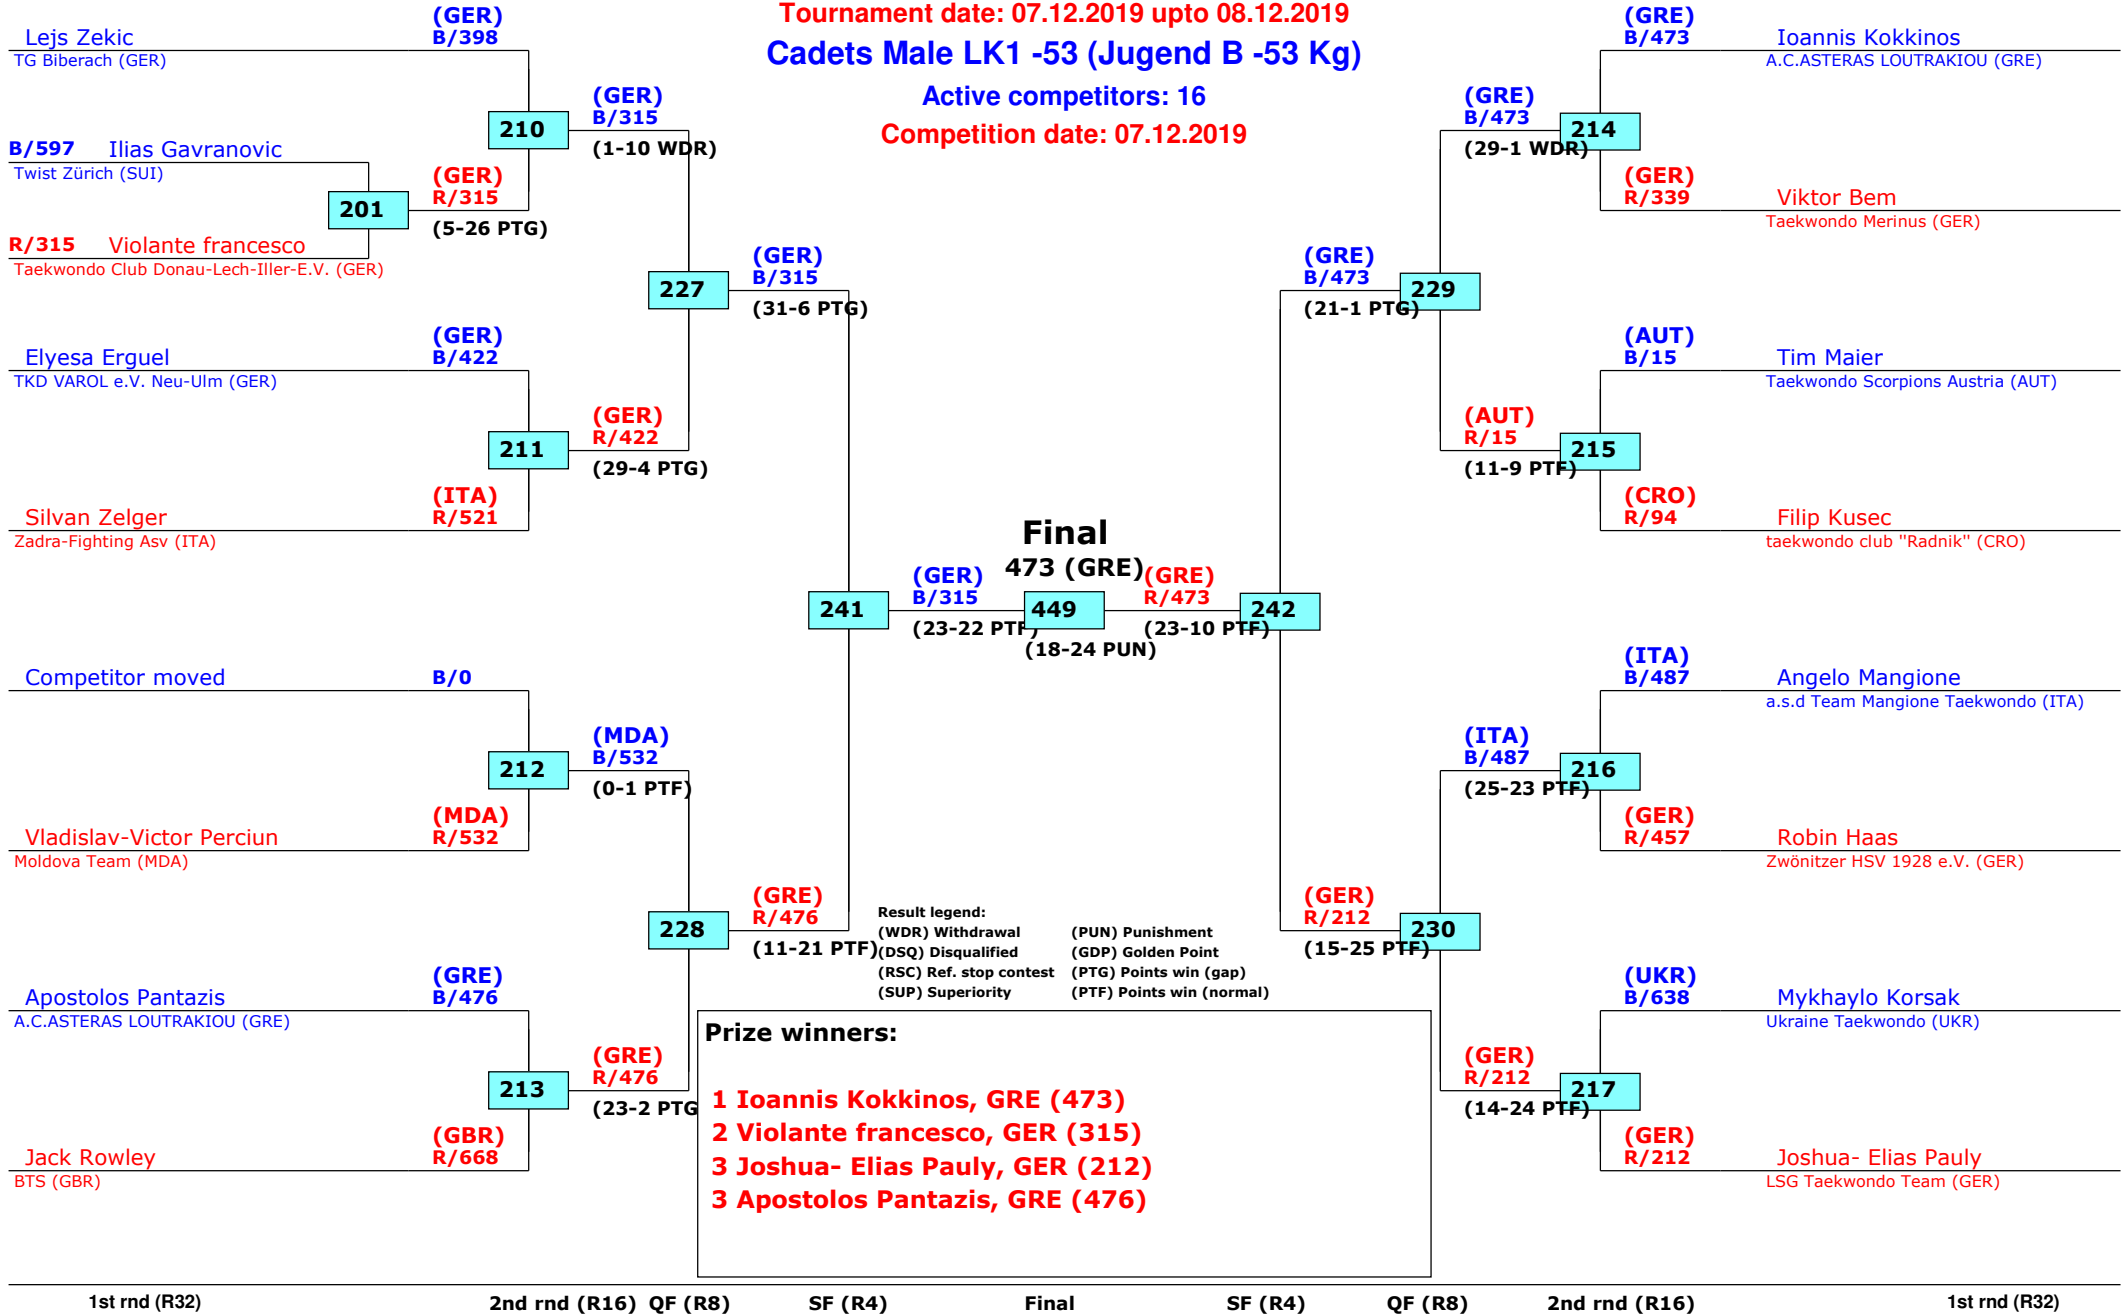 Tournament date: 07.12.2019 upto 08.12.2019
Cadets Male LK1 -53 (Jugend B -53 Kg)
Active competitors: 16
Competition date: 07.12.2019
Lejs Zekic
TG Biberach (GER)
(GER)
B/398
B/597 Ilias Gavranovic
Twist Zürich (SUI)
201
R/315 Violante francesco
Taekwondo Club Donau-Lech-Iller-E.V. (GER)
(GER)
R/315
(5-26 PTG)
210
(GER)
B/315
(1-10 WDR)
Elyesa Erguel
TKD VAROL e.V. Neu-Ulm (GER)
(GER)
B/422
211
Silvan Zelger
Zadra-Fighting Asv (ITA)
(ITA)
R/521
(GER)
R/422
(29-4 PTG)
227
(GER)
B/315
(31-6 PTG)
Competitor moved
B/0
212
Vladislav-Victor Perciun
Moldova Team (MDA)
(MDA)
R/532
(MDA)
B/532
(0-1 PTF)
228
Apostolos Pantazis
A.C.ASTERAS LOUTRAKIOU (GRE)
(GRE)
B/476
213
Jack Rowley
BTS (GBR)
(GBR)
R/668
(GRE)
R/476
(23-2 PTG
(GRE)
R/476
(11-21 PTF)
241
(GER)
B/315
(23-22 PTF)
Final
473 (GRE)
449
(18-24 PUN)
(GRE)
R/473
(23-10 PTF)
242
(GRE)
B/473
(21-1 PTG)
229
(GRE)
B/473
(29-1 WDR)
214
(GRE)
B/473
Ioannis Kokkinos
A.C.ASTERAS LOUTRAKIOU (GRE)
(GER)
R/339
Viktor Bem
Taekwondo Merinus (GER)
(AUT)
R/15
(11-9 PTF)
215
(AUT)
B/15
Tim Maier
Taekwondo Scorpions Austria (AUT)
(CRO)
R/94
Filip Kusec
taekwondo club "Radnik" (CRO)
(GER)
R/212
(15-25 PTF)
230
(ITA)
B/487
(25-23 PTF)
216
(ITA)
B/487
Angelo Mangione
a.s.d Team Mangione Taekwondo (ITA)
(GER)
R/457
Robin Haas
Zwönitzer HSV 1928 e.V. (GER)
(GER)
R/212
(14-24 PTF)
217
(UKR)
B/638
Mykhaylo Korsak
Ukraine Taekwondo (UKR)
(GER)
R/212
Joshua- Elias Pauly
LSG Taekwondo Team (GER)
Result legend:
(WDR) Withdrawal (PUN) Punishment
(DSQ) Disqualified (GDP) Golden Point
(RSC) Ref. stop contest (PTG) Points win (gap)
(SUP) Superiority (PTF) Points win (normal)
Prize winners:
1 Ioannis Kokkinos, GRE (473)
2 Violante francesco, GER (315)
3 Joshua- Elias Pauly, GER (212)
3 Apostolos Pantazis, GRE (476)
1st rnd (R32) 2nd rnd (R16) QF (R8) SF (R4) Final SF (R4) QF (R8) 2nd rnd (R16) 1st rnd (R32)